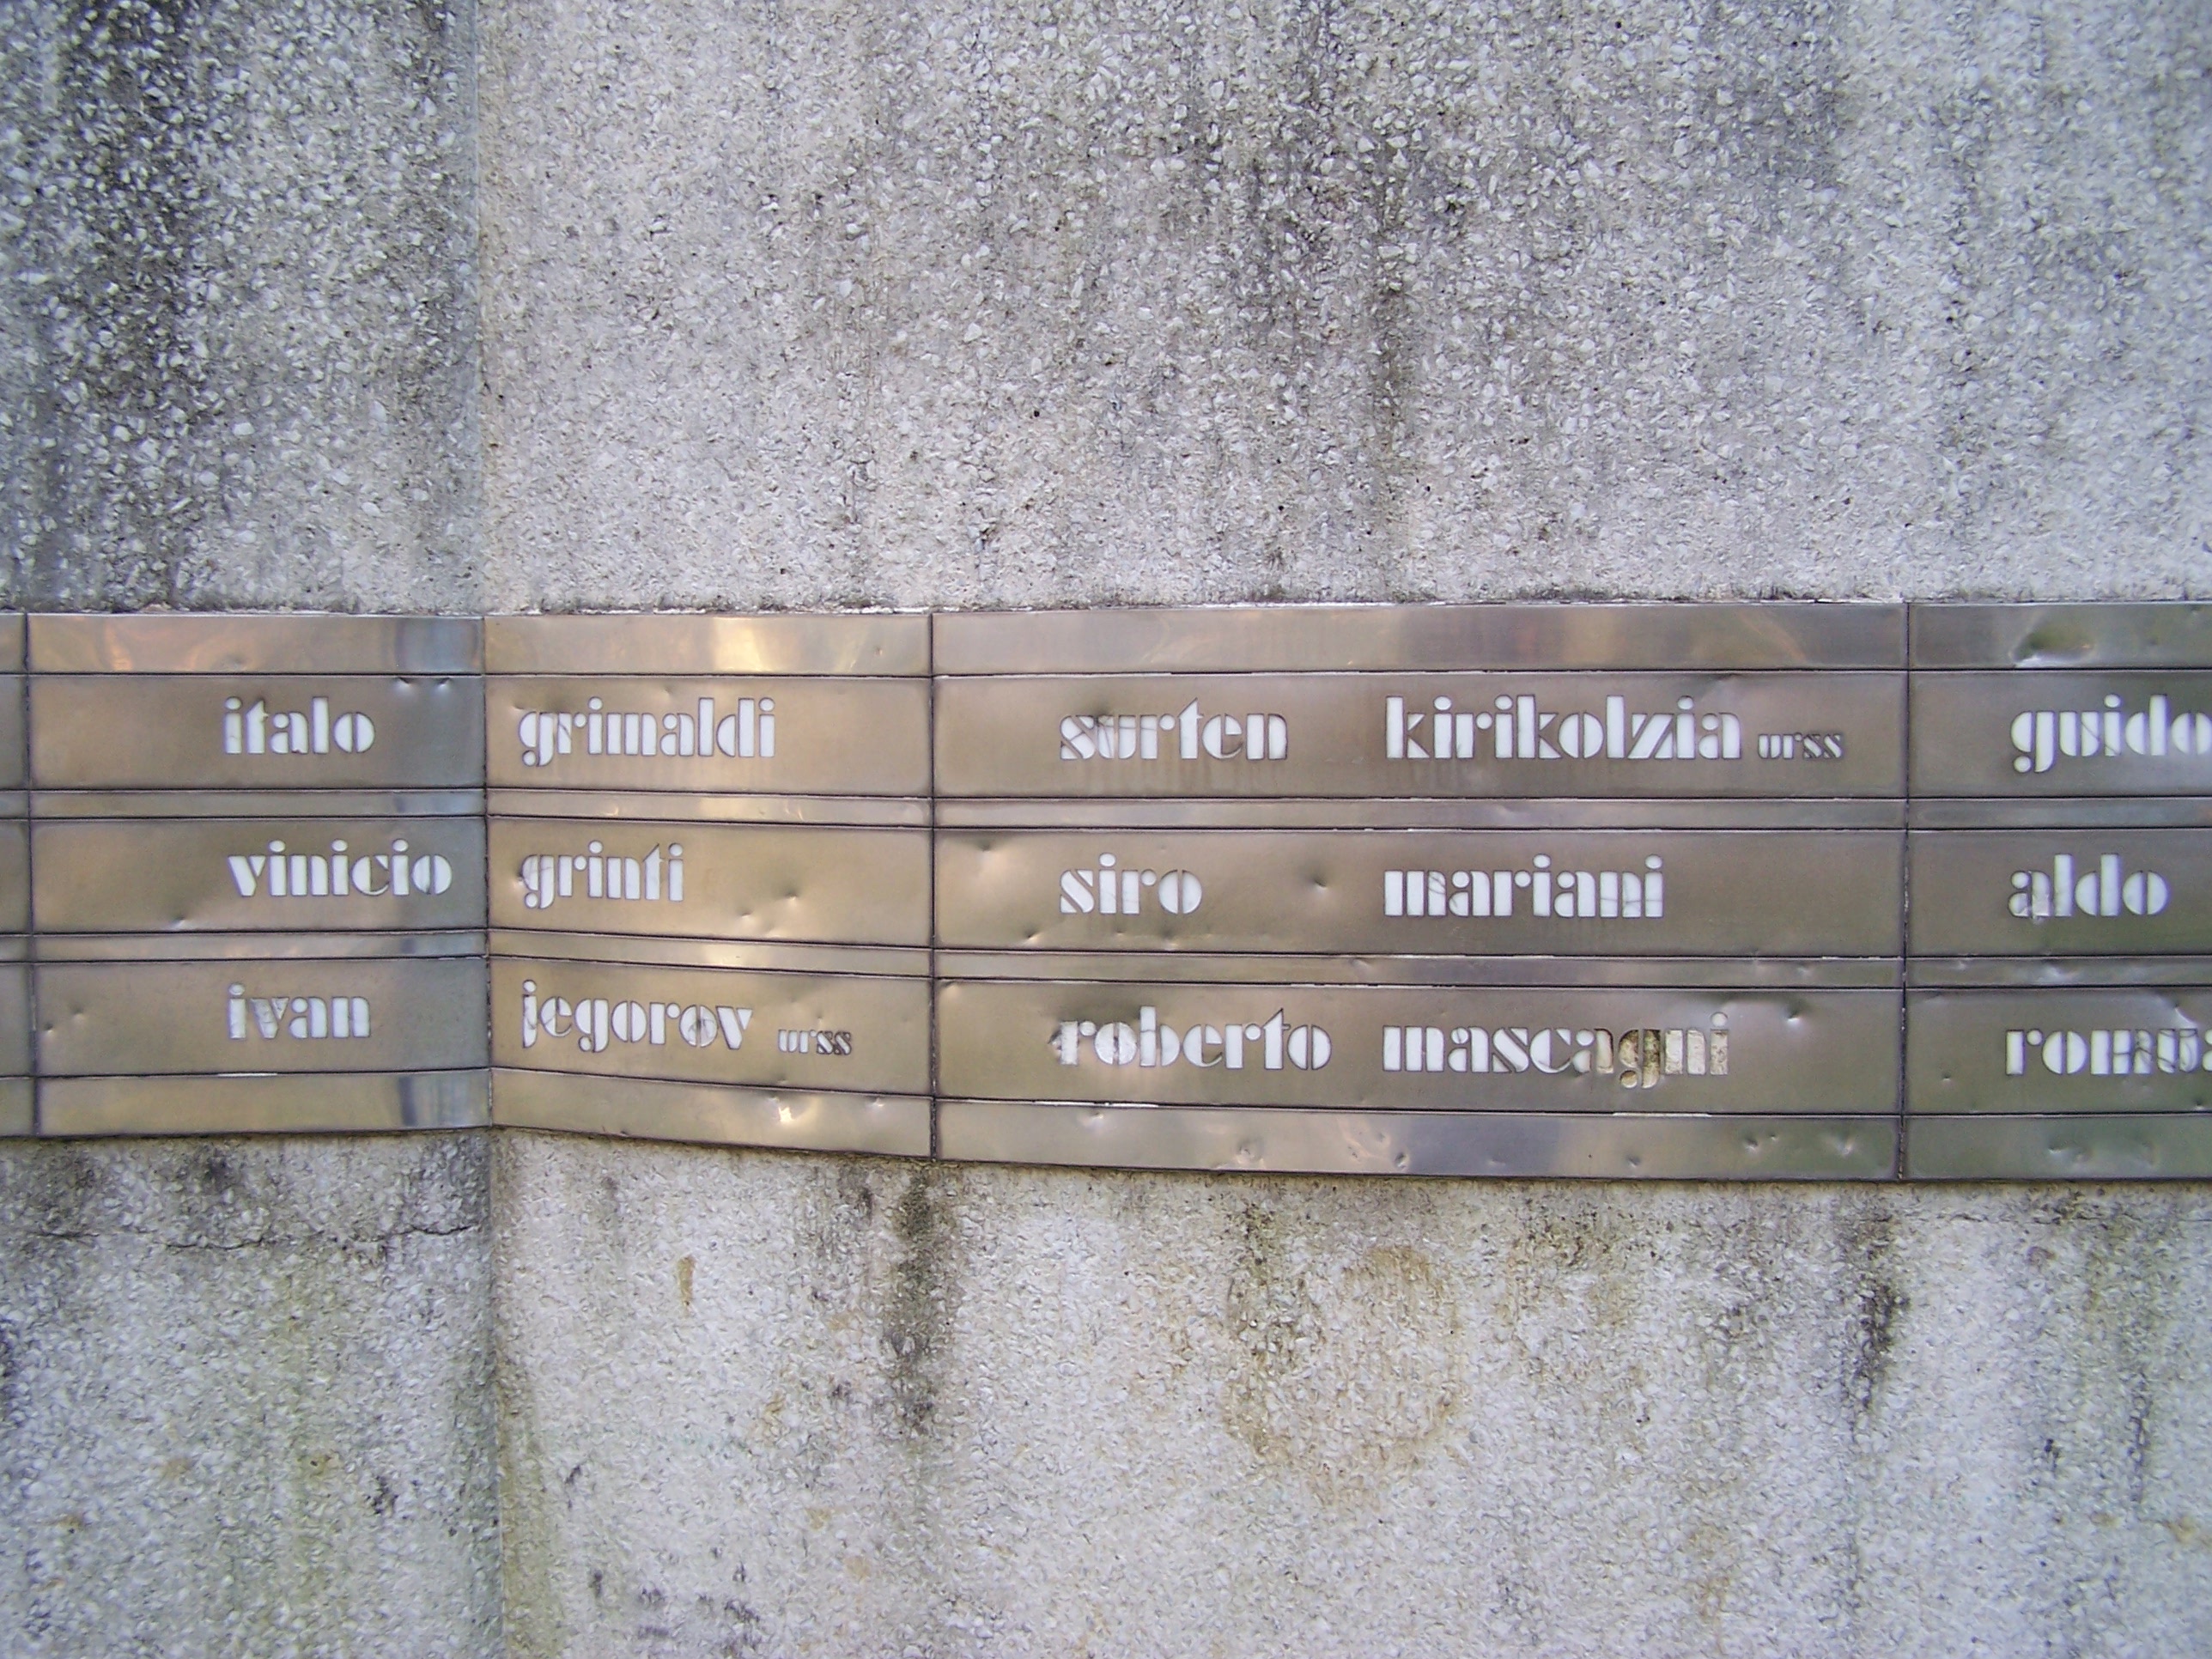 italo grimaldi surten kirikolzia urss guido
vinicio grinti siro mariani aldo
ivan jegorov urss roberto mascagni